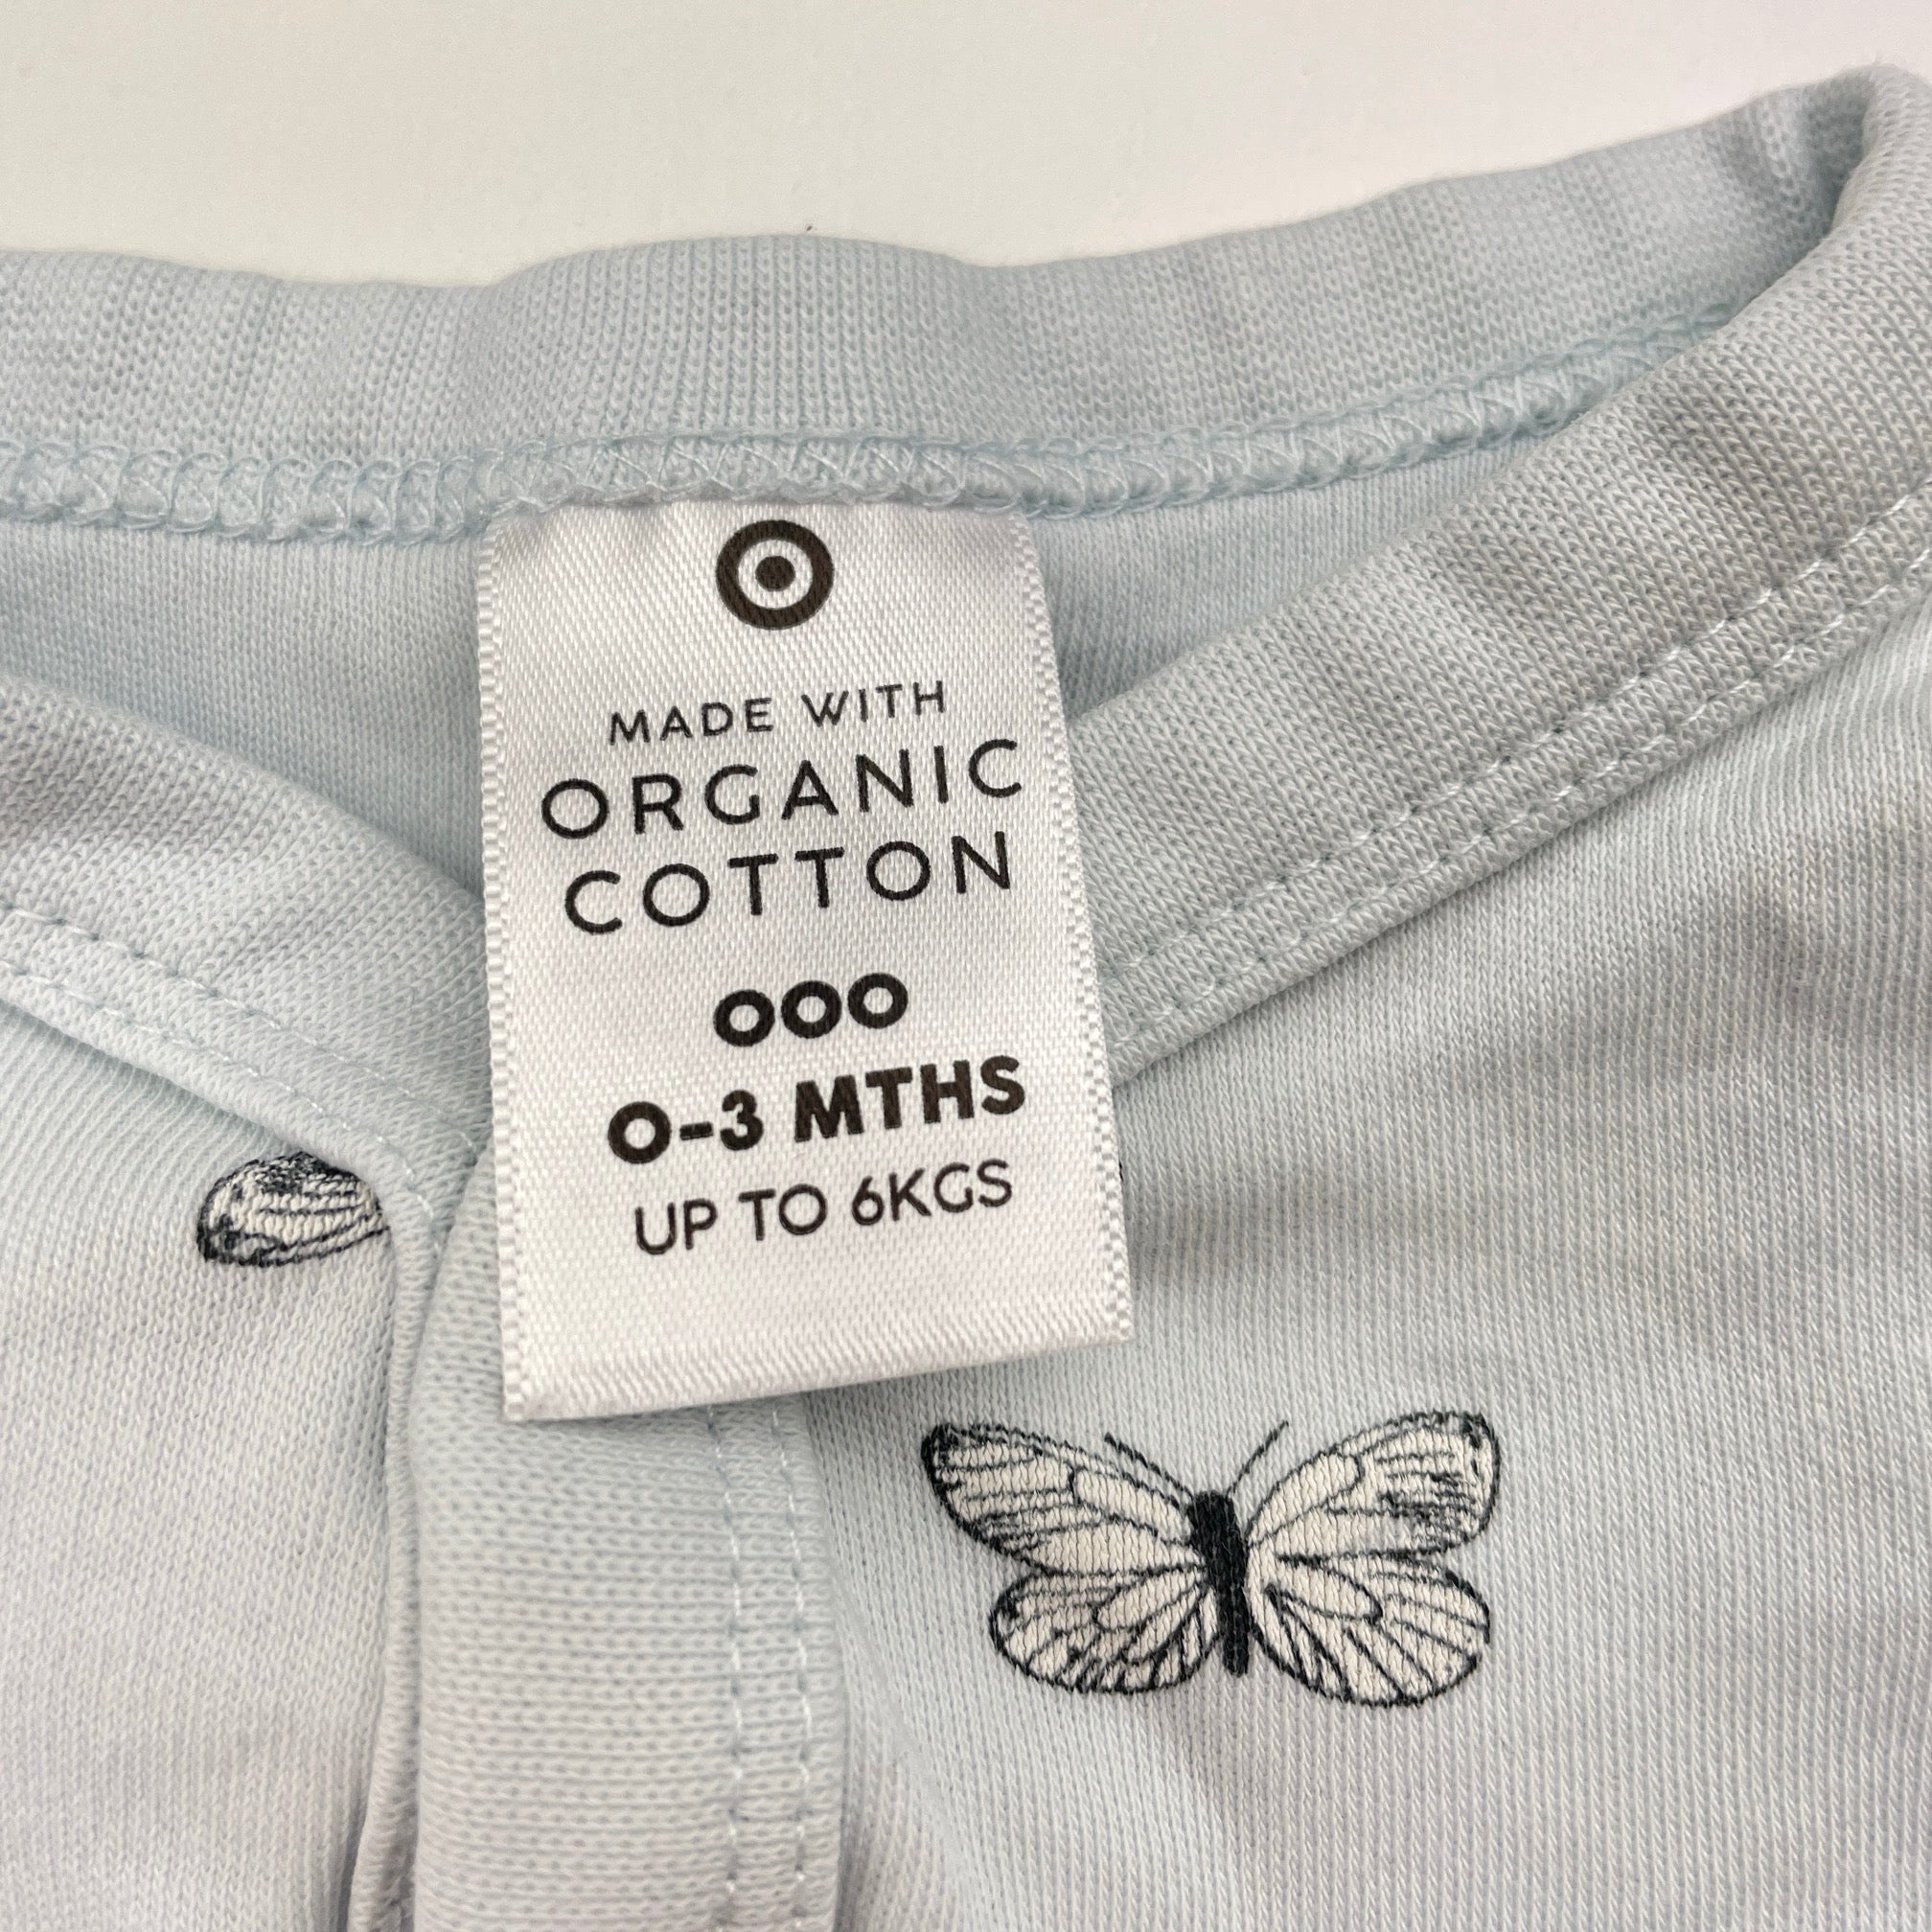 MADE WITH
ORGANIC
COTTON
000
0-3 MTHS
UP TO 6KGS